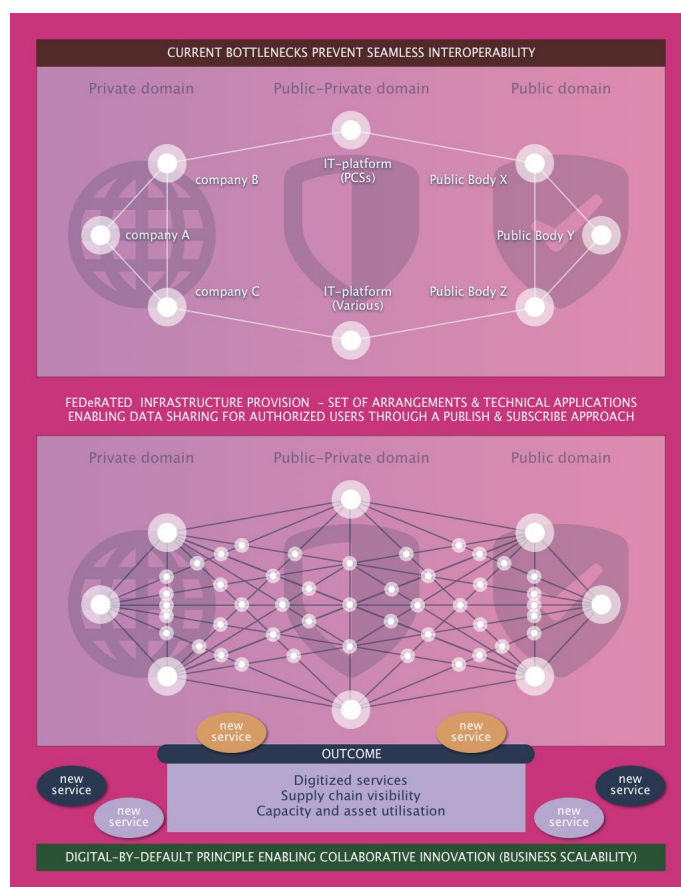 CURRENT BOTTLENECKS PREVENT SEAMLESS INTEROPERABILITY
Private domain
Public-Private domain
Public domain
company B
IT-platform
(PCSs)
Public Body X
company A
Public Body Y
company C
IT-platform
(Various)
Public Body Z
FEDeRATED INFRASTRUCTURE PROVISION - SET OF ARRANGEMENTS & TECHNICAL APPLICATIONS
ENABLING DATA SHARING FOR AUTHORIZED USERS THROUGH A PUBLISH & SUBSCRIBE APPROACH
Private domain
Public-Private domain
Public domain
new
service
new
service
OUTCOME
Digitized services
Supply chain visibility
Capacity and asset utilisation
new
service
new
service
new
service
new
service
DIGITAL-BY-DEFAULT PRINCIPLE ENABLING COLLABORATIVE INNOVATION (BUSINESS SCALABILITY)